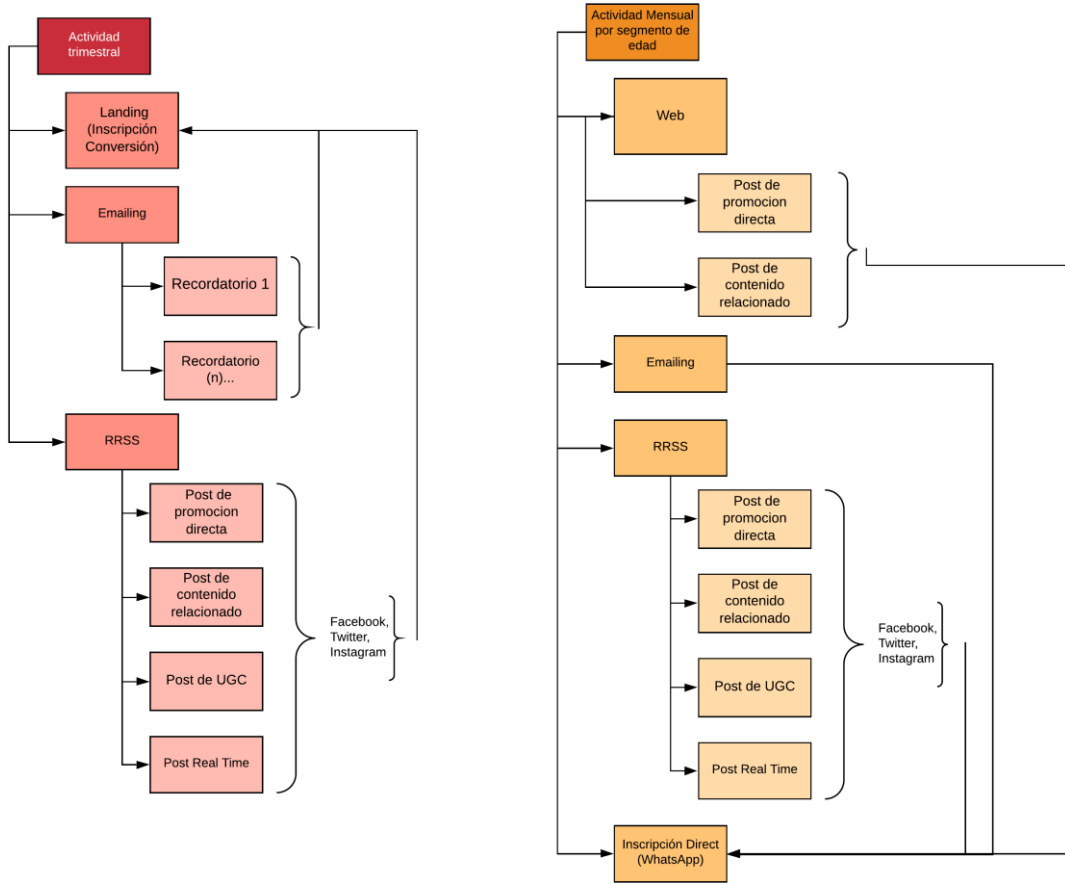 Actividad
trimestral
Landing
(Inscripción
Conversión)
Emailing
Recordatorio 1
Recordatorio
(n)...
RRSS
Post de
promocion
directa
Post de
contenido
relacionado
Post de UGC
Post Real Time
Facebook,
Twitter,
Instagram
Actividad Mensual
por segmento de
edad
Web
Post de
promocion
directa
Post de
contenido
relacionado
Emailing
RRSS
Post de
promocion
directa
Post de
contenido
relacionado
Post de UGC
Post Real Time
Facebook,
Twitter,
Instagram
Inscripción Direct
(WhatsApp)